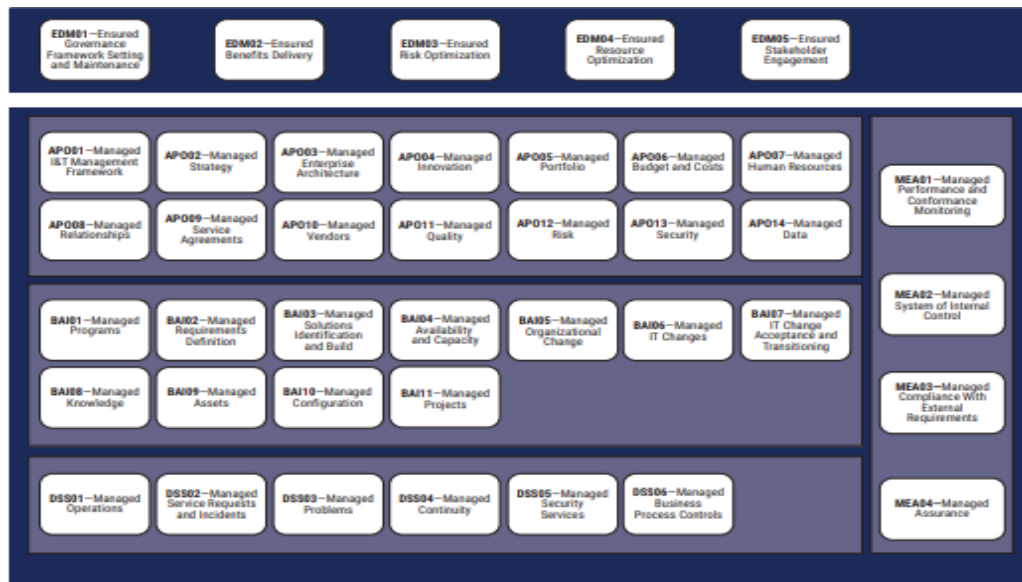 EDM01—Ensured
Governance
Framework Setting
and Maintenance
EDM02—Ensured
Benefits Delivery
EDM03—Ensured
Risk Optimization
EDM04—Ensured
Resource
Optimization
EDM05—Ensured
Stakeholder
Engagement
APO01—Managed
I&T Management
Framework
APO02—Managed
Strategy
APO03—Managed
Enterprise
Architecture
APO04—Managed
Innovation
APO05—Managed
Portfolio
APO06—Managed
Budget and Costs
APO07—Managed
Human Resources
APO08—Managed
Relationships
APO09—Managed
Service
Agreements
APO10—Managed
Vendors
APO11—Managed
Quality
APO12—Managed
Risk
APO13—Managed
Security
APO14—Managed
Data
BAI01—Managed
Programs
BAI02—Managed
Requirements
Definition
BAI03—Managed
Solutions
Identification
and Build
BAI04—Managed
Availability
and Capacity
BAI05—Managed
Organizational
Change
BAI06—Managed
IT Changes
BAI07—Managed
IT Change
Acceptance and
Transitioning
BAI08—Managed
Knowledge
BAI09—Managed
Assets
BAI10—Managed
Configuration
BAI11—Managed
Projects
DSS01—Managed
Operations
DSS02—Managed
Service Requests
and Incidents
DSS03—Managed
Problems
DSS04—Managed
Continuity
DSS05—Managed
Security
Services
DSS06—Managed
Business
Process Controls
MEA01—Managed
Performance and
Conformance
Monitoring
MEA02—Managed
System of Internal
Control
MEA03—Managed
Compliance With
External
Requirements
MEA04—Managed
Assurance